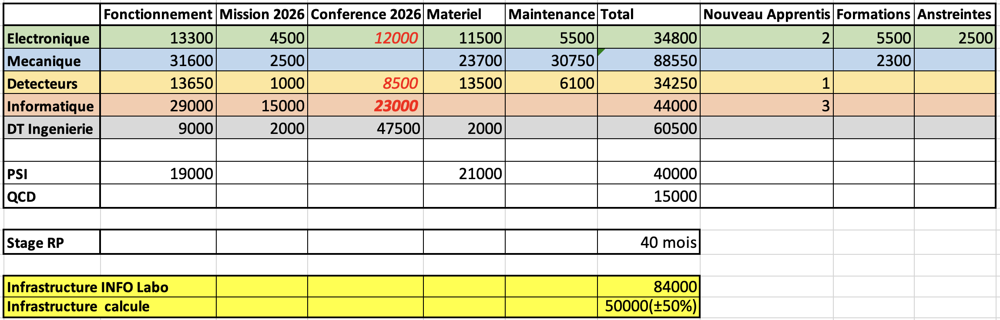 Fonctionnement Mission 2026 Conference 2026 Materiel Maintenance Total Nouveau Apprentis Formations Anstreintes
Electronique 13300 4500 12000 11500 5500 34800 2 5500 2500
Mecanique 31600 2500 23700 30750 88550 2300
Detecteurs 13650 1000 8500 13500 6100 34250 1
Informatique 29000 15000 23000 44000 3
DT Ingenierie 9000 2000 47500 2000 60500
PSI 19000 21000 40000
QCD 15000
Stage RP 40 mois
Infrastructure INFO Labo 84000
Infrastructure calcule 50000(±50%)